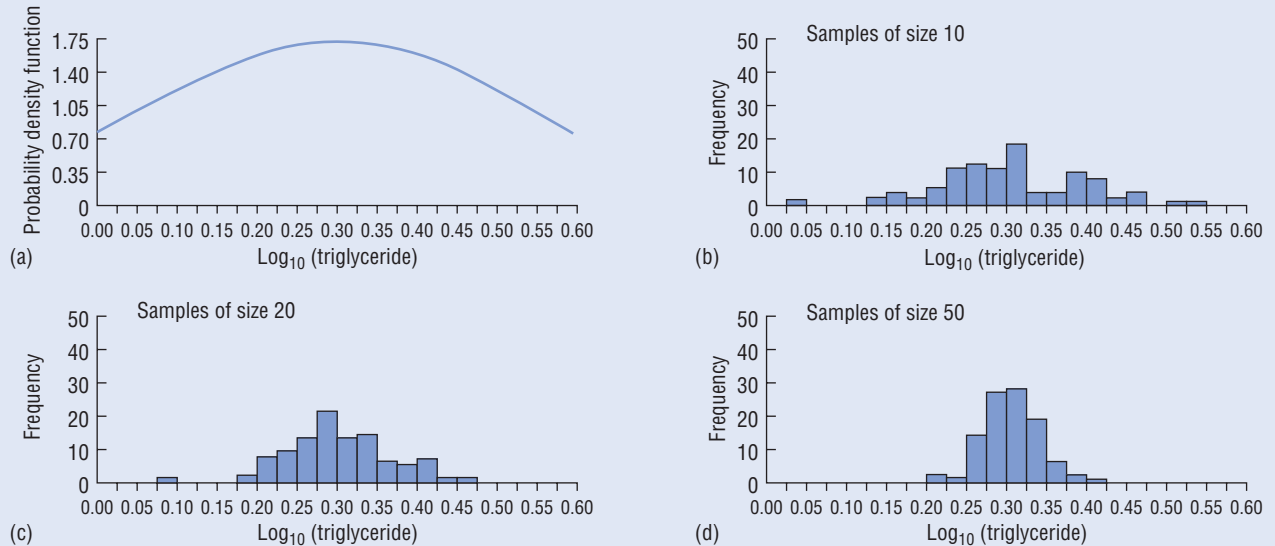 Probability density function
1.75
1.40
1.05
0.70
0.35
0
0.00 0.05 0.10 0.15 0.20 0.25 0.30 0.35 0.40 0.45 0.50 0.55 0.60
Log10 (triglyceride)
(a)
Samples of size 10
Frequency
50
40
30
20
10
0
0.00 0.05 0.10 0.15 0.20 0.25 0.30 0.35 0.40 0.45 0.50 0.55 0.60
Log10 (triglyceride)
(b)
Samples of size 20
Frequency
50
40
30
20
10
0
0.00 0.05 0.10 0.15 0.20 0.25 0.30 0.35 0.40 0.45 0.50 0.55 0.60
Log10 (triglyceride)
(c)
Samples of size 50
Frequency
50
40
30
20
10
0
0.00 0.05 0.10 0.15 0.20 0.25 0.30 0.35 0.40 0.45 0.50 0.55 0.60
Log10 (triglyceride)
(d)